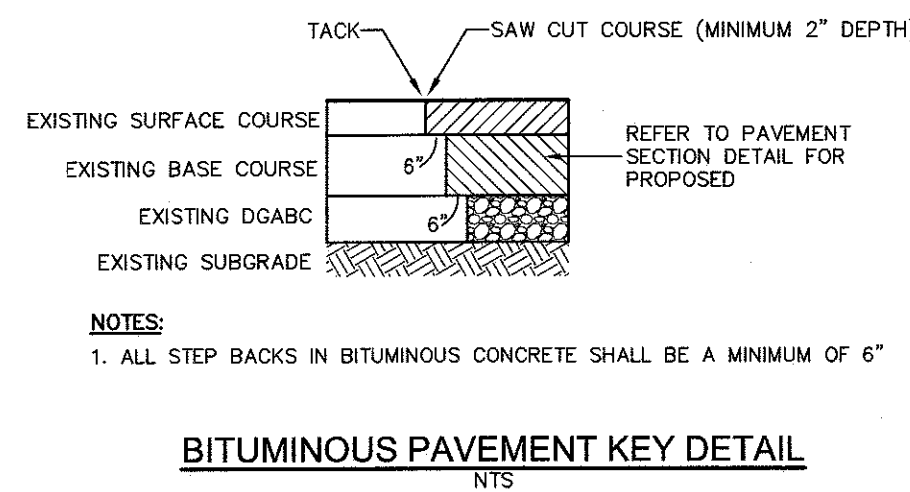 TACK
SAW CUT COURSE (MINIMUM 2" DEPTH)
EXISTING SURFACE COURSE
EXISTING BASE COURSE
6"
REFER TO PAVEMENT
SECTION DETAIL FOR
PROPOSED
EXISTING DGABC
6"
EXISTING SUBGRADE
NOTES:
1. ALL STEP BACKS IN BITUMINOUS CONCRETE SHALL BE A MINIMUM OF 6"
BITUMINOUS PAVEMENT KEY DETAIL
NTS